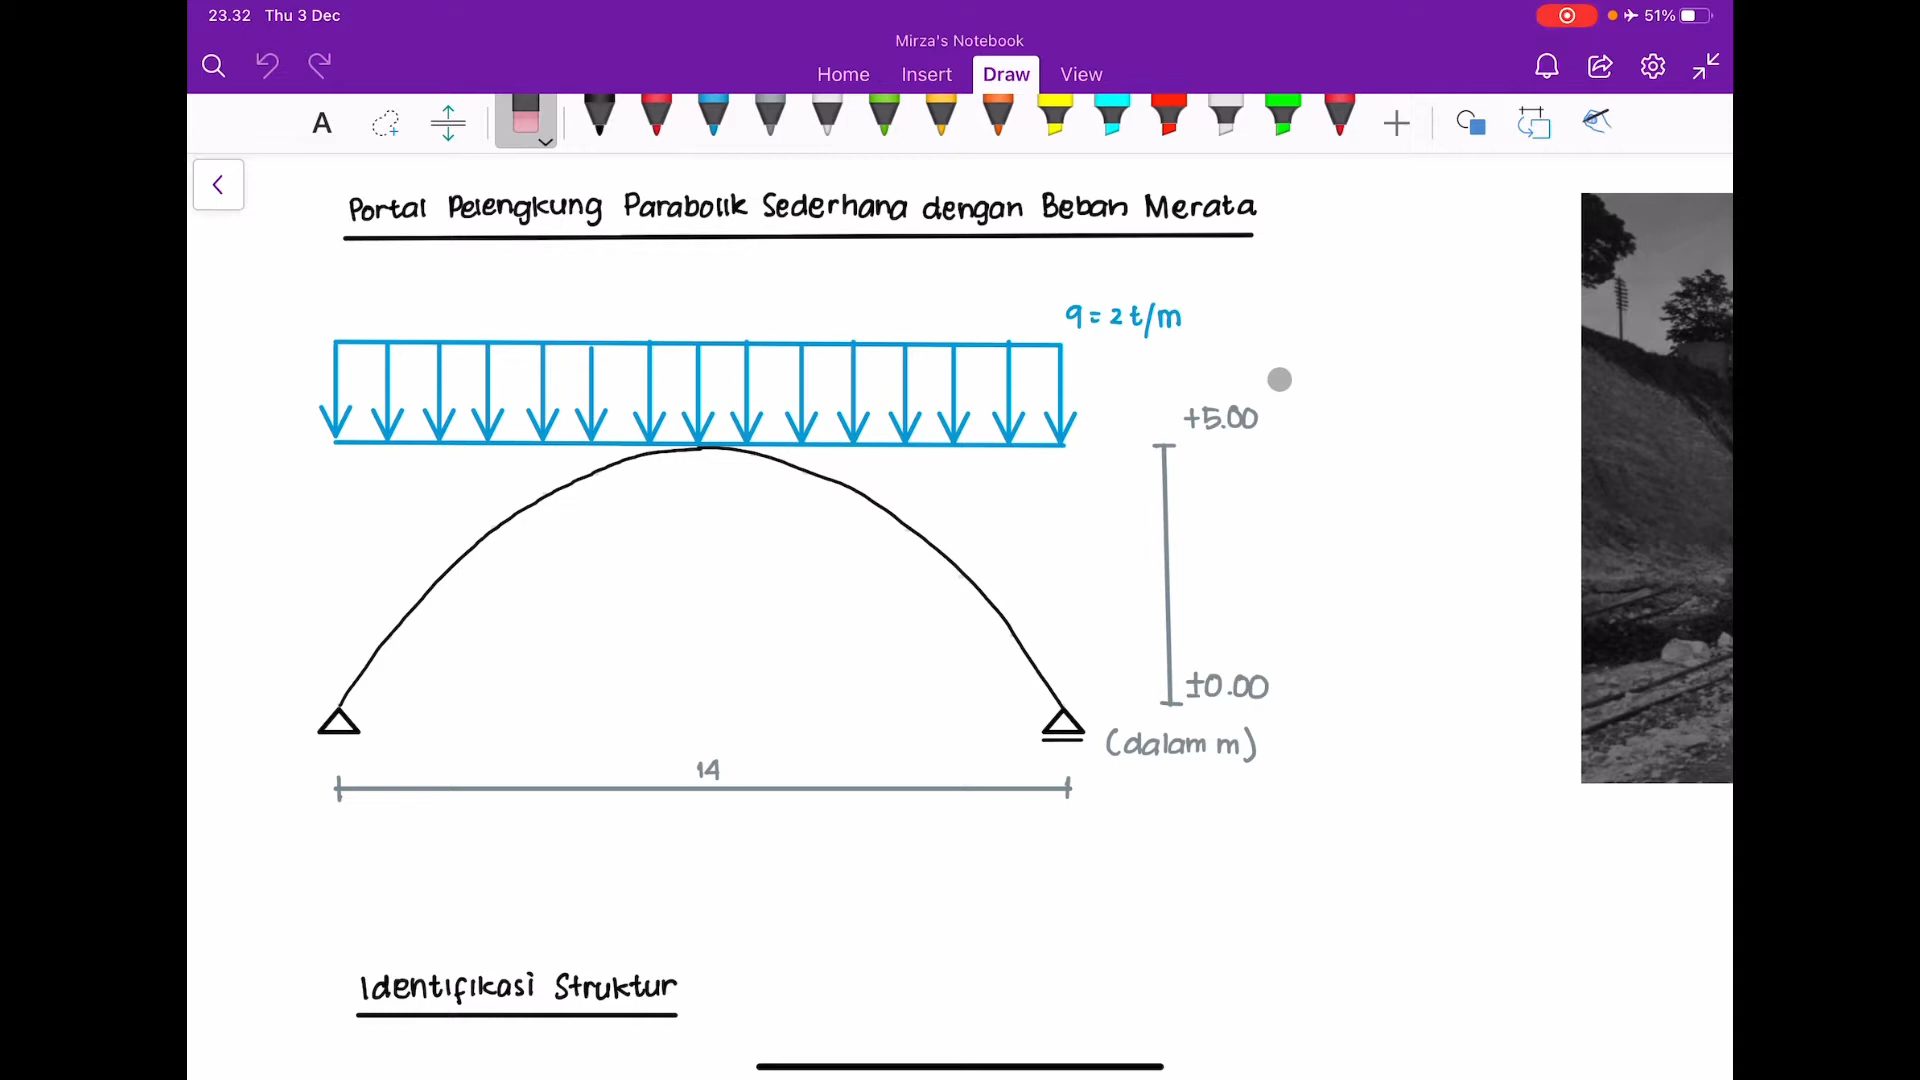 23.32 Thu 3 Dec
51%
Mirza's Notebook
Home Insert Draw View
A
Portal Pelengkung Parabolik Sederhana dengan Beban Merata
q = 2 t/m
+5.00
±0.00
(dalam m)
14
Identifikasi Struktur